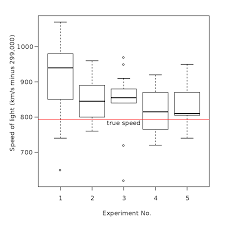 Speed of light (km/s minus 299,000)
1000
900
800
700
true speed
1 2 3 4 5
Experiment No.